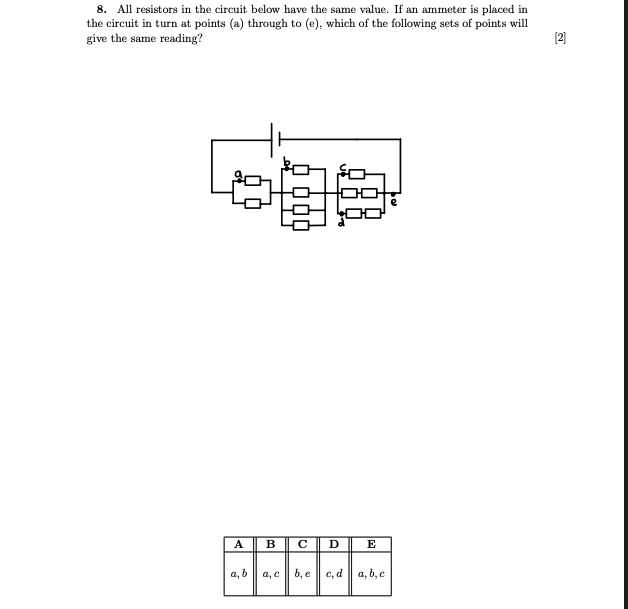 8. All resistors in the circuit below have the same value. If an ammeter is placed in
the circuit in turn at points (a) through to (e), which of the following sets of points will
give the same reading? [2]
b
c
a
e
d
A B C D E
a, b a, c b, e c, d a, b, c